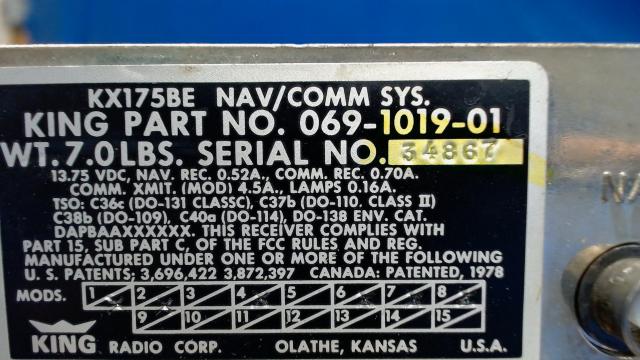 KX175BE NAV/COMM SYS.
KING PART NO. 069-1019-01
WT. 7.0 LBS. SERIAL NO. 34867
13.75 VDC, NAV. REC. 0.52A., COMM. REC. 0.70A.
COMM. XMIT. (MOD) 4.5A., LAMPS 0.16A.
TSO: C36c (DO-131 CLASSC), C37b (DO-110. CLASS II)
C38b (DO-109), C40a (DO-114), DO-138 ENV. CAT.
DAPBAAXXXXXX. THIS RECEIVER COMPLIES WITH
PART 15, SUB PART C, OF THE FCC RULES AND REG.
MANUFACTURED UNDER ONE OR MORE OF THE FOLLOWING
U. S. PATENTS; 3,696,422 3,872,397 CANADA: PATENTED, 1978
MODS. 1 2 3 4 5 6 7 8
9 10 11 12 13 14 15
KING RADIO CORP. OLATHE, KANSAS U.S.A.